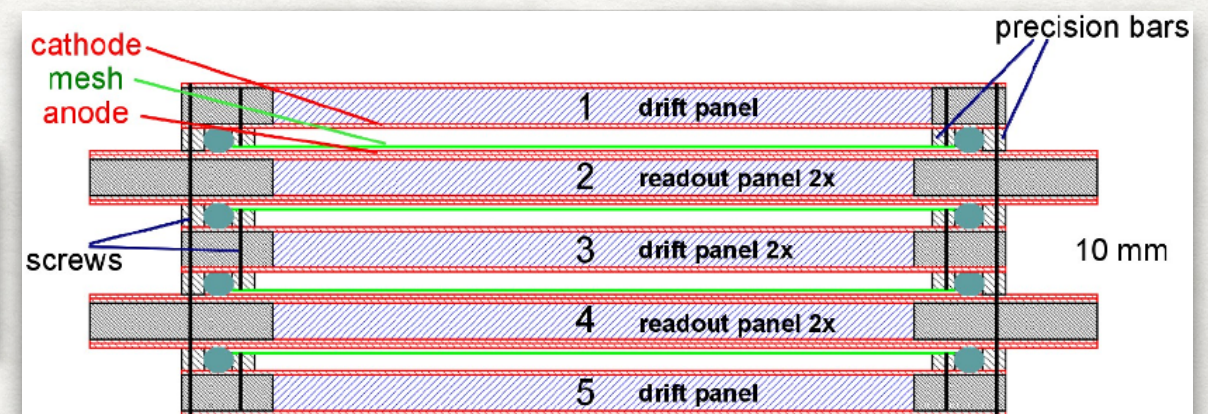 precision bars
cathode
mesh
anode
1 drift panel
2 readout panel 2x
3 drift panel 2x
10 mm
screws
4 readout panel 2x
5 drift panel